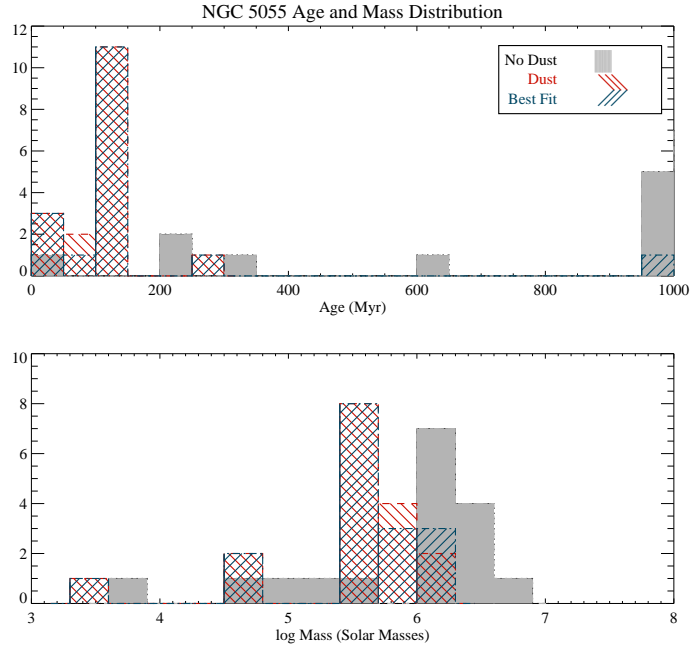 NGC 5055 Age and Mass Distribution
12
10
8
6
4
2
0
No Dust
Dust
Best Fit
0 200 400 600 800 1000
Age (Myr)
10
8
6
4
2
0
3 4 5 6 7 8
log Mass (Solar Masses)